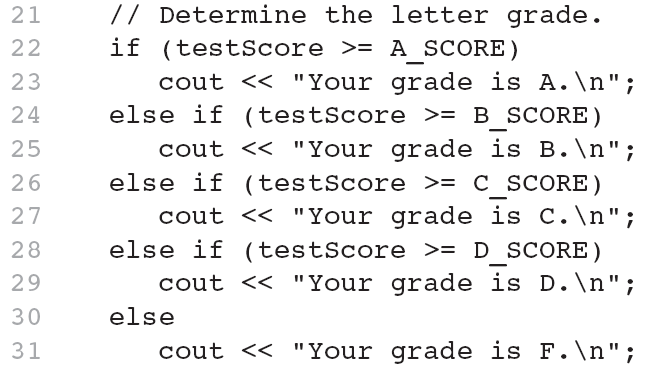 21 // Determine the letter grade.
22 if (testScore >= A_SCORE)
23 cout << "Your grade is A.\n";
24 else if (testScore >= B_SCORE)
25 cout << "Your grade is B.\n";
26 else if (testScore >= C_SCORE)
27 cout << "Your grade is C.\n";
28 else if (testScore >= D_SCORE)
29 cout << "Your grade is D.\n";
30 else
31 cout << "Your grade is F.\n";